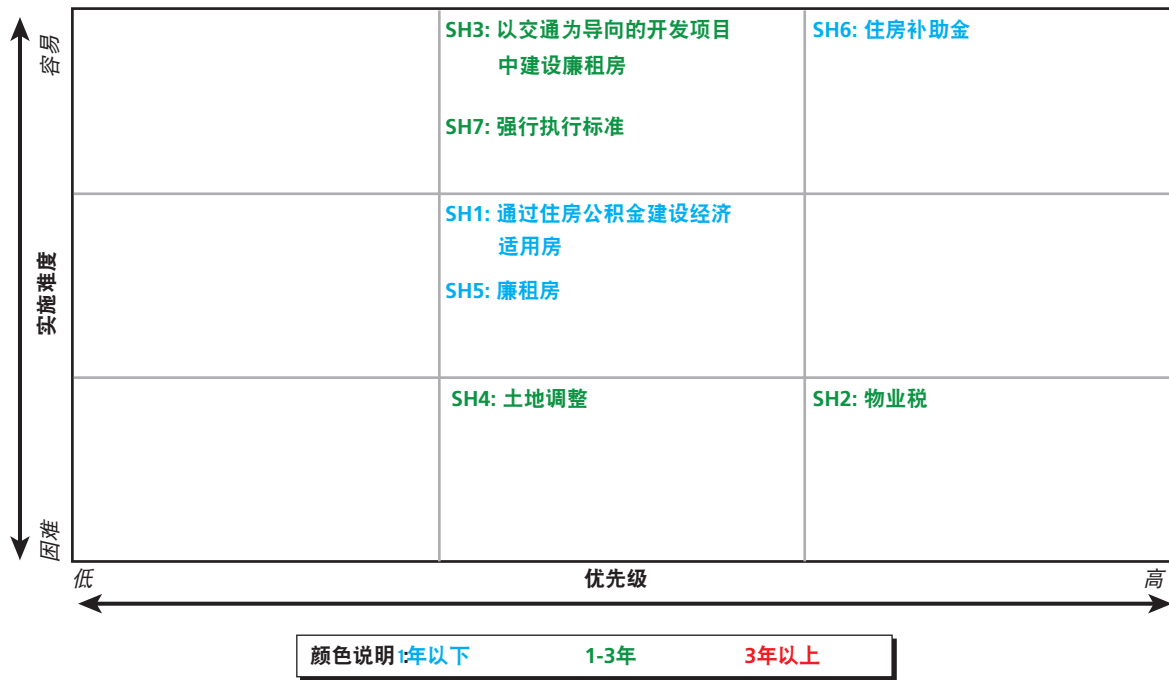 容易
SH3: 以交通为导向的开发项目
中建设廉租房
SH6: 住房补助金
SH7: 强行执行标准
实施难度
SH1: 通过住房公积金建设经济
适用房
SH5: 廉租房
SH4: 土地调整
SH2: 物业税
困难
低
优先级
高
颜色说明: 1年以下 1-3年 3年以上